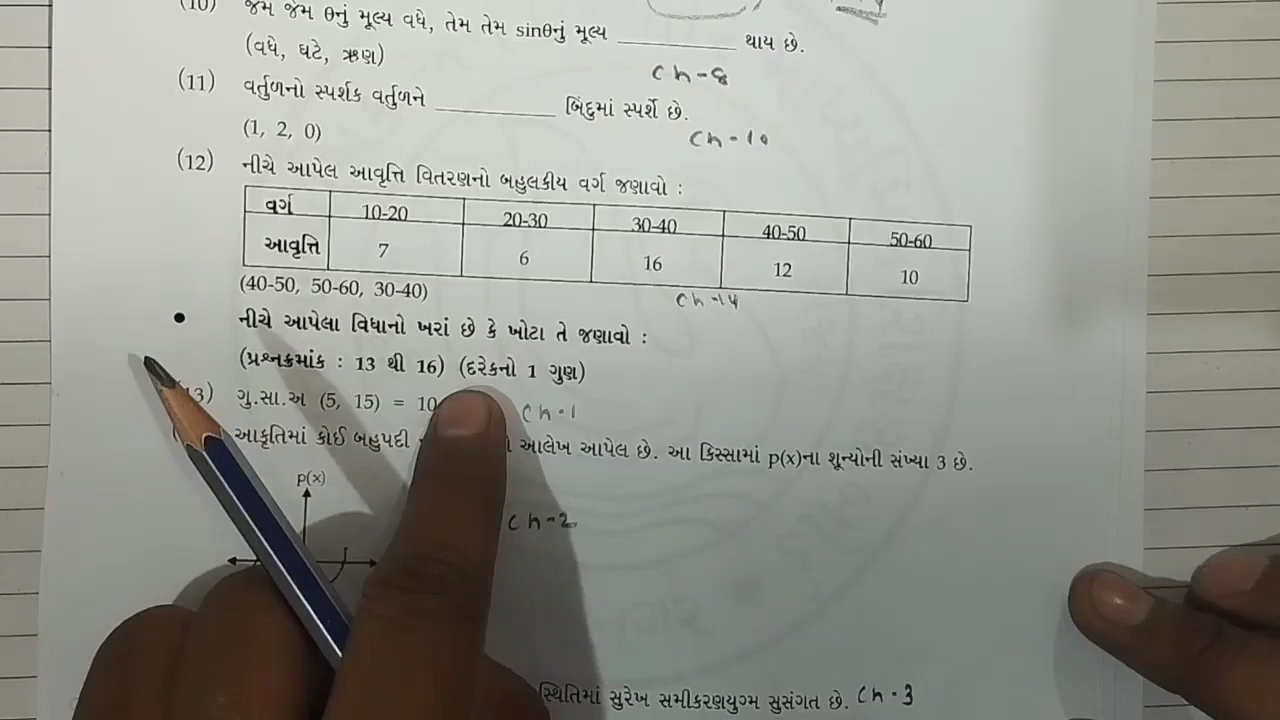 (10) જેમ જેમ θનું મૂલ્ય વધે, તેમ તેમ sinθનું મૂલ્ય __________ થાય છે.
(વધે, ઘટે, ઋણ)
ch-8
(11) વર્તુળનો સ્પર્શક વર્તુળને __________ બિંદુમાં સ્પર્શે છે.
(1, 2, 0)
ch-10
(12) નીચે આપેલ આવૃત્તિ વિતરણનો બહુલકીય વર્ગ જણાવો :
વર્ગ 10-20 20-30 30-40 40-50 50-60
આવૃત્તિ 7 6 16 12 10
(40-50, 50-60, 30-40)
ch-14
• નીચે આપેલા વિધાનો ખરાં છે કે ખોટા તે જણાવો :
(પ્રશ્નક્રમાંક : 13 થી 16) (દરેકનો 1 ગુણ)
13) ગુ.સા.અ (5, 15) = 10
ch-1
આકૃતિમાં કોઈ બહુપદી આલેખ આપેલ છે. આ કિસ્સામાં p(x)ના શૂન્યોની સંખ્યા 3 છે.
p(x)
ch-2
સ્થિતિમાં સુરેખ સમીકરણયુગ્મ સુસંગત છે.
ch-3